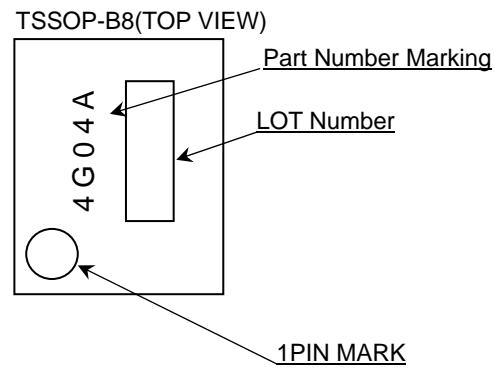 TSSOP-B8(TOP VIEW)
Part Number Marking
LOT Number
4G04A
1PIN MARK